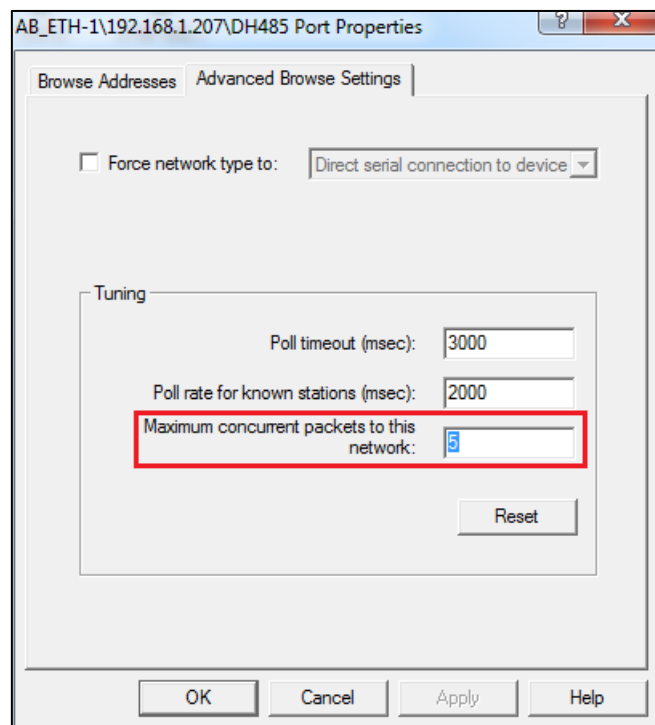 AB_ETH-1\192.168.1.207\DH485 Port Properties
Browse Addresses
Advanced Browse Settings
Force network type to:
Direct serial connection to device
Tuning
Poll timeout (msec):
3000
Poll rate for known stations (msec):
2000
Maximum concurrent packets to this
network:
5
Reset
OK
Cancel
Apply
Help